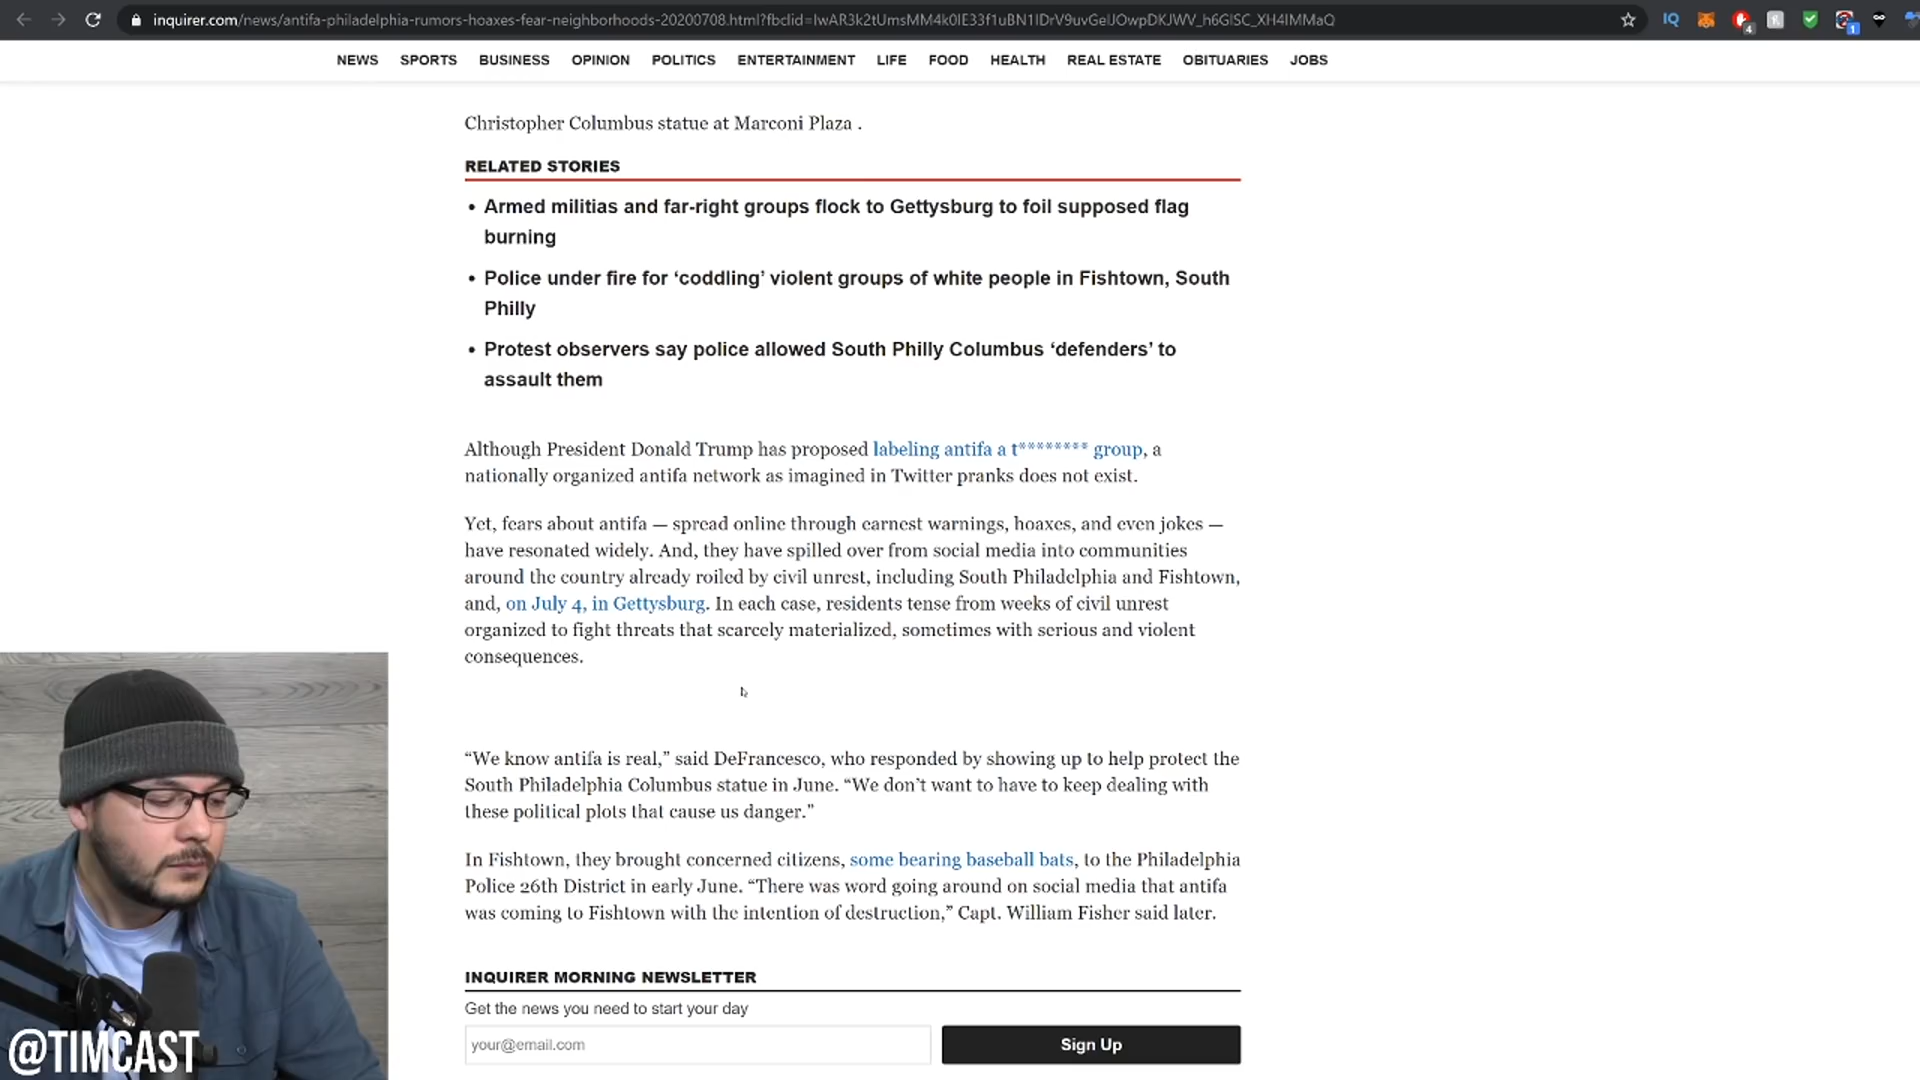 inquirer.com/news/antifa-philadelphia-rumors-hoaxes-fear-neighborhoods-20200708.html?fbclid=IwAR3k2tUmsMM4k0IE33f1uBN1IDrV9uvGelJOwpDKJWV_h6GlSC_XH4IMMaQ
NEWS SPORTS BUSINESS OPINION POLITICS ENTERTAINMENT LIFE FOOD HEALTH REAL ESTATE OBITUARIES JOBS
Christopher Columbus statue at Marconi Plaza .
RELATED STORIES
• Armed militias and far-right groups flock to Gettysburg to foil supposed flag
burning
• Police under fire for ‘coddling’ violent groups of white people in Fishtown, South
Philly
• Protest observers say police allowed South Philly Columbus ‘defenders’ to
assault them
Although President Donald Trump has proposed labeling antifa a t******** group, a
nationally organized antifa network as imagined in Twitter pranks does not exist.
Yet, fears about antifa — spread online through earnest warnings, hoaxes, and even jokes —
have resonated widely. And, they have spilled over from social media into communities
around the country already roiled by civil unrest, including South Philadelphia and Fishtown,
and, on July 4, in Gettysburg. In each case, residents tense from weeks of civil unrest
organized to fight threats that scarcely materialized, sometimes with serious and violent
consequences.
“We know antifa is real,” said DeFrancesco, who responded by showing up to help protect the
South Philadelphia Columbus statue in June. “We don’t want to have to keep dealing with
these political plots that cause us danger.”
In Fishtown, they brought concerned citizens, some bearing baseball bats, to the Philadelphia
Police 26th District in early June. “There was word going around on social media that antifa
was coming to Fishtown with the intention of destruction,” Capt. William Fisher said later.
INQUIRER MORNING NEWSLETTER
Get the news you need to start your day
your@email.com
Sign Up
@TIMCAST
IQ
4
1